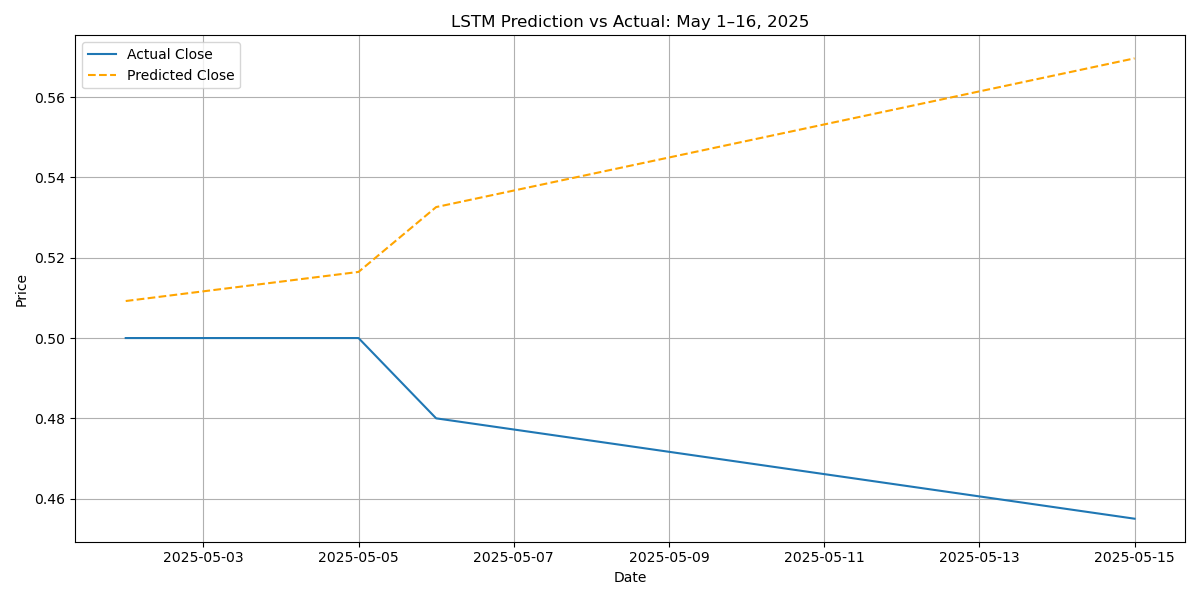 LSTM Prediction vs Actual: May 1–16, 2025
Actual Close
Predicted Close
Price
0.56
0.54
0.52
0.50
0.48
0.46
2025-05-03
2025-05-05
2025-05-07
2025-05-09
2025-05-11
2025-05-13
2025-05-15
Date